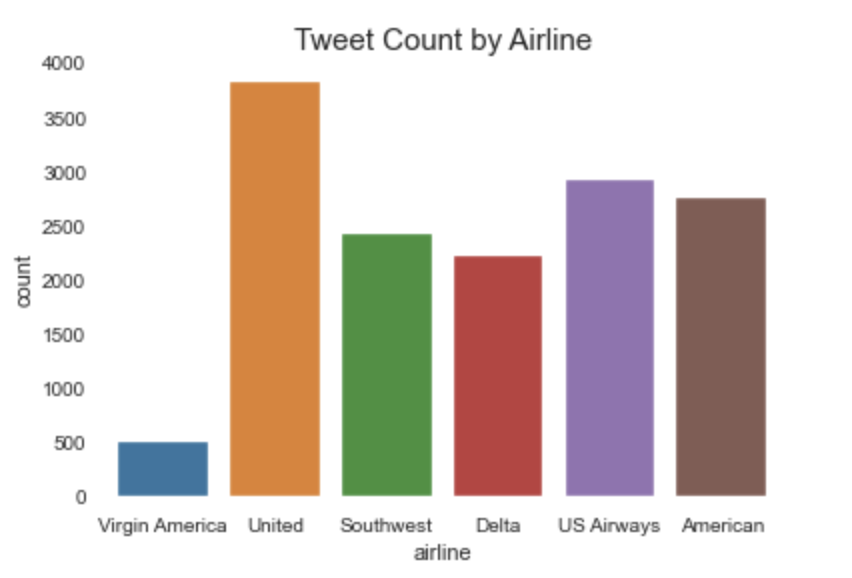 Tweet Count by Airline
4000
3500
3000
2500
2000
1500
1000
500
0
count
Virgin America United Southwest Delta US Airways American
airline